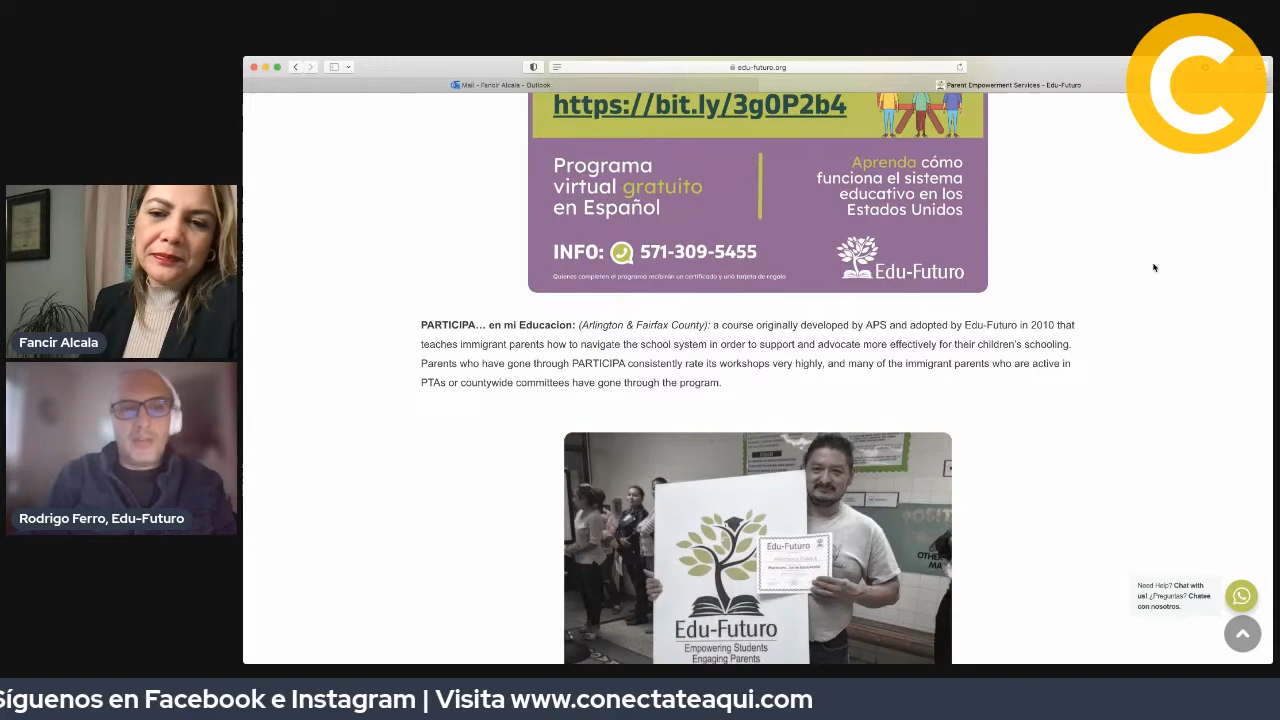 edu-futuro.org
Mail - Fancir Alcala - Outlook
Parent Empowerment Services - Edu-Futuro
C
https://bit.ly/3g0P2b4
Programa
virtual gratuito
en Español
Aprenda cómo
funciona el sistema
educativo en los
Estados Unidos
INFO: 571-309-5455
Edu-Futuro
Quienes completen el programa recibirán un certificado y una tarjeta de regalo
Fancir Alcala
Rodrigo Ferro, Edu-Futuro
PARTICIPA... en mi Educacion: (Arlington & Fairfax County): a course originally developed by APS and adopted by Edu-Futuro in 2010 that
teaches immigrant parents how to navigate the school system in order to support and advocate more effectively for their children's schooling.
Parents who have gone through PARTICIPA consistently rate its workshops very highly, and many of the immigrant parents who are active in
PTAs or countywide committees have gone through the program.
Edu-Futuro
Edu-Futuro
Empowering Students
Engaging Parents
Need Help? Chat with
us! ¿Preguntas? Chatee
con nosotros.
Síguenos en Facebook e Instagram | Visita www.conectateaqui.com